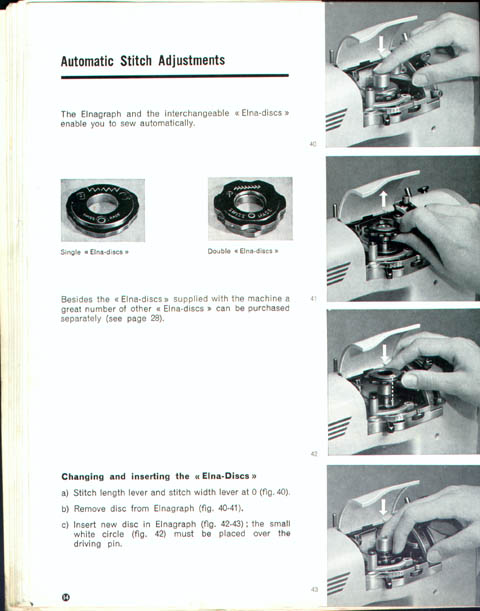 Automatic Stitch Adjustments
The Elnagraph and the interchangeable « Elna-discs »
enable you to sew automatically.
SWISS MADE
SWISS MADE
Single « Elna-discs »
Double « Elna-discs »
Besides the « Elna-discs » supplied with the machine a
great number of other « Elna-discs » can be purchased
separately (see page 28).
Changing and inserting the « Elna-Discs »
a) Stitch length lever and stitch width lever at 0 (fig. 40).
b) Remove disc from Elnagraph (fig. 40-41).
c) Insert new disc in Elnagraph (fig. 42-43) ; the small
white circle (fig. 42) must be placed over the
driving pin.
14
40
41
42
43